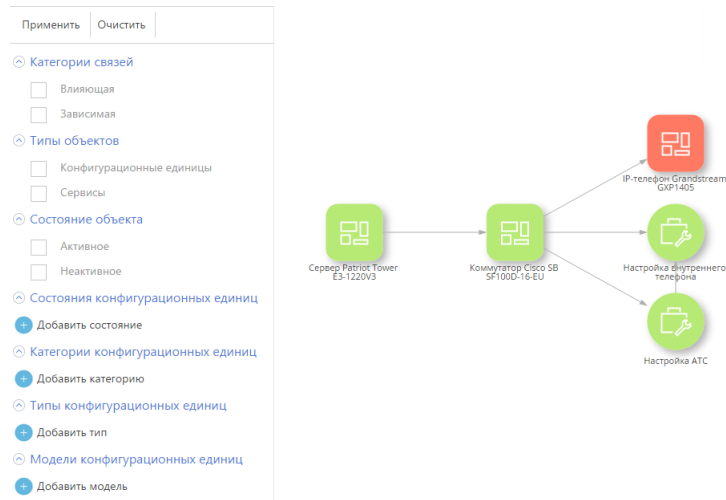 Применить
Очистить
Категории связей
Влияющая
Зависимая
Типы объектов
Конфигурационные единицы
Сервисы
Состояние объекта
Активное
Неактивное
Состояния конфигурационных единиц
Добавить состояние
Категории конфигурационных единиц
Добавить категорию
Типы конфигурационных единиц
Добавить тип
Модели конфигурационных единиц
Добавить модель
Сервер Patriot Tower
E3-1220V3
Коммутатор Cisco SB
SF100D-16-EU
IP-телефон Grandstream
GXP1405
Настройка внутреннего
телефона
Настройка АТС